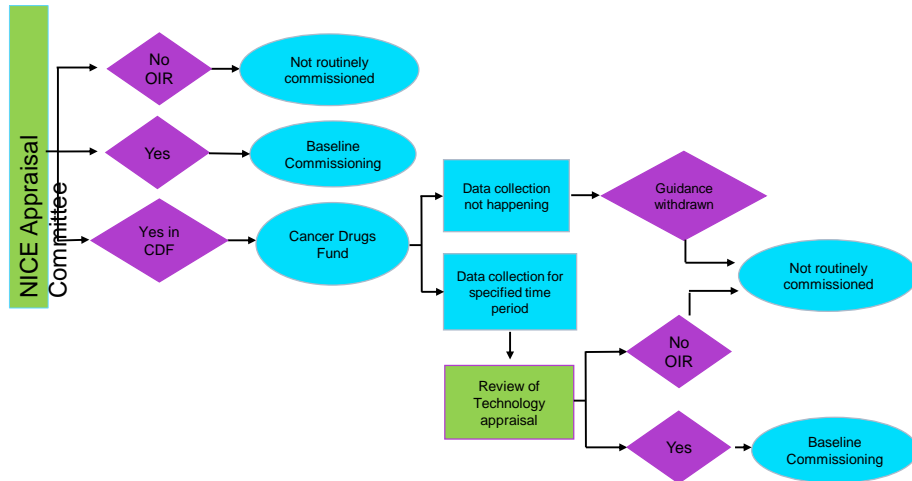 NICE Appraisal
Committee
No
OIR
Not routinely
commissioned
Yes
Baseline
Commissioning
Yes in
CDF
Cancer Drugs
Fund
Data collection
not happening
Guidance
withdrawn
Data collection for
specified time
period
Not routinely
commissioned
Review of
Technology
appraisal
No
OIR
Yes
Baseline
Commissioning